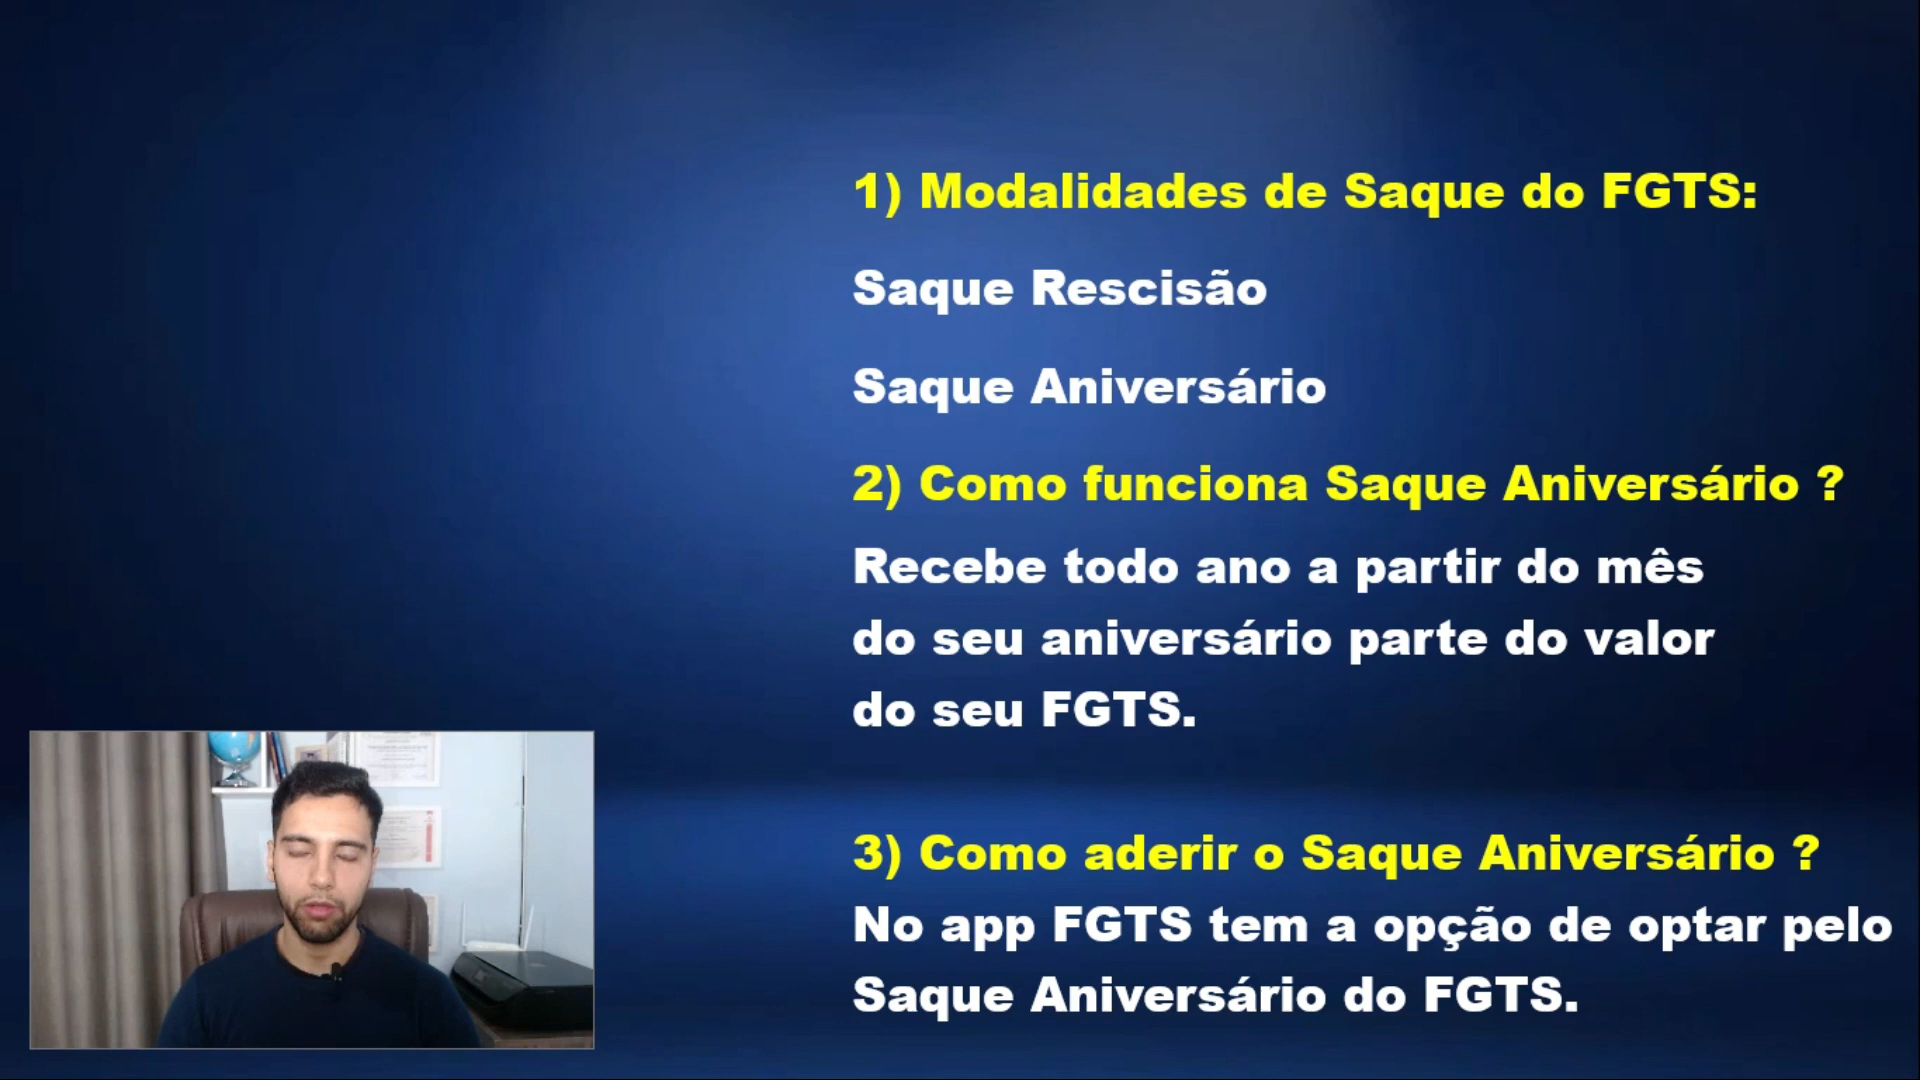 1) Modalidades de Saque do FGTS:
Saque Rescisão
Saque Aniversário
2) Como funciona Saque Aniversário ?
Recebe todo ano a partir do mês
do seu aniversário parte do valor
do seu FGTS.
3) Como aderir o Saque Aniversário ?
No app FGTS tem a opção de optar pelo
Saque Aniversário do FGTS.